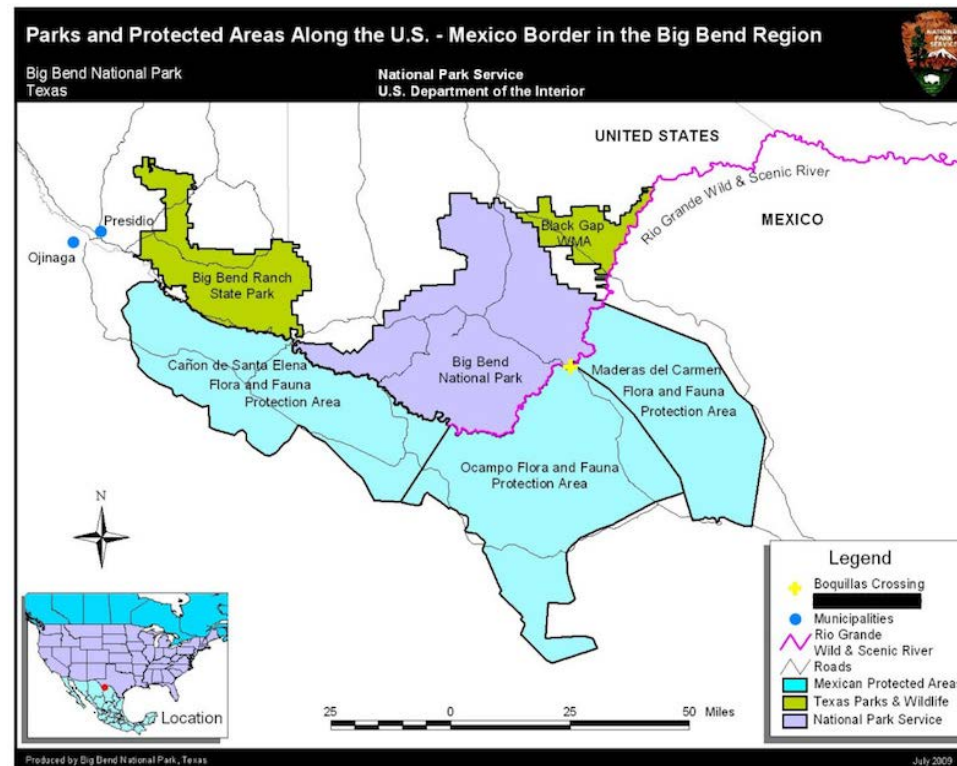 Parks and Protected Areas Along the U.S. - Mexico Border in the Big Bend Region
Big Bend National Park
Texas
National Park Service
U.S. Department of the Interior
NATIONAL
PARK
SERVICE
UNITED STATES
Rio Grande Wild & Scenic River
MEXICO
Presidio
Ojinaga
Black Gap
WMA
Big Bend Ranch
State Park
Big Bend
National Park
Cañon de Santa Elena
Flora and Fauna
Protection Area
Maderas del Carmen
Flora and Fauna
Protection Area
Ocampo Flora and Fauna
Protection Area
N
Location
25 0 25 50 Miles
Legend
Boquillas Crossing
Municipalities
Rio Grande
Wild & Scenic River
Roads
Mexican Protected Areas
Texas Parks & Wildlife
National Park Service
Produced by Big Bend National Park, Texas
July 2009